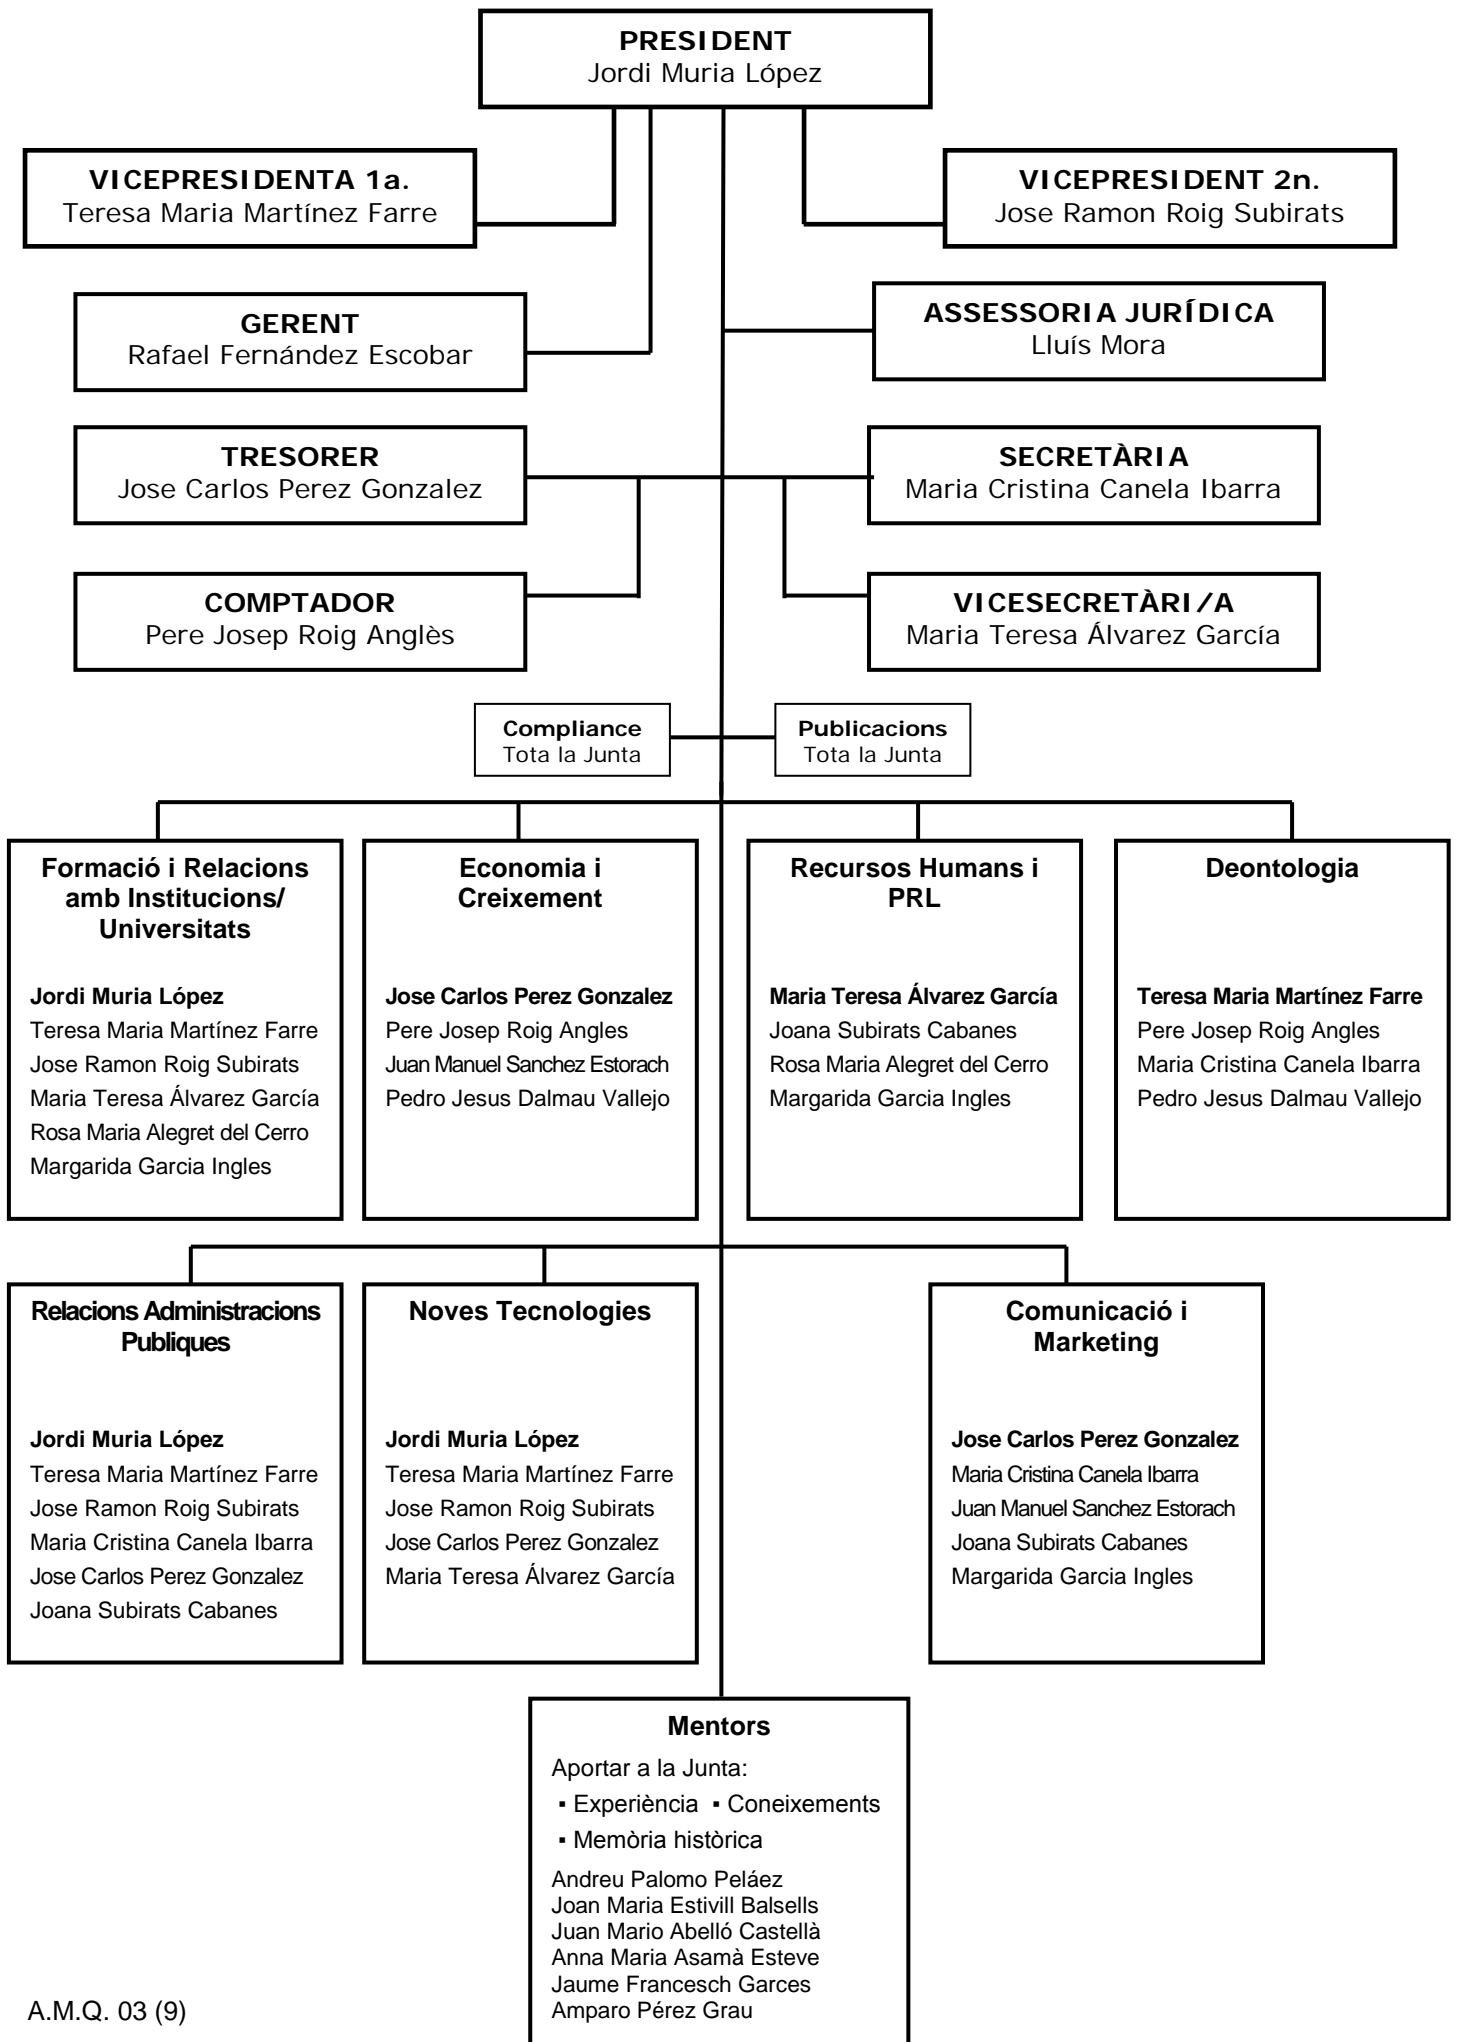 PRESIDENT
Jordi Muria López
VICEPRESIDENTA 1a.
Teresa Maria Martínez Farre
VICEPRESIDENT 2n.
Jose Ramon Roig Subirats
GERENT
Rafael Fernández Escobar
ASSESSORIA JURÍDICA
Lluís Mora
TRESORER
Jose Carlos Perez Gonzalez
SECRETÀRIA
Maria Cristina Canela Ibarra
COMPTADOR
Pere Josep Roig Anglès
VICESECRETÀRI/A
Maria Teresa Álvarez García
Compliance
Tota la Junta
Publicacions
Tota la Junta
Formació i Relacions
amb Institucions/
Universitats
Jordi Muria López
Teresa Maria Martínez Farre
Jose Ramon Roig Subirats
Maria Teresa Álvarez García
Rosa Maria Alegret del Cerro
Margarida Garcia Ingles
Economia i
Creixement
Jose Carlos Perez Gonzalez
Pere Josep Roig Angles
Juan Manuel Sanchez Estorach
Pedro Jesus Dalmau Vallejo
Recursos Humans i
PRL
Maria Teresa Álvarez García
Joana Subirats Cabanes
Rosa Maria Alegret del Cerro
Margarida Garcia Ingles
Deontologia
Teresa Maria Martínez Farre
Pere Josep Roig Angles
Maria Cristina Canela Ibarra
Pedro Jesus Dalmau Vallejo
Relacions Administracions
Publiques
Jordi Muria López
Teresa Maria Martínez Farre
Jose Ramon Roig Subirats
Maria Cristina Canela Ibarra
Jose Carlos Perez Gonzalez
Joana Subirats Cabanes
Noves Tecnologies
Jordi Muria López
Teresa Maria Martínez Farre
Jose Ramon Roig Subirats
Jose Carlos Perez Gonzalez
Maria Teresa Álvarez García
Comunicació i
Marketing
Jose Carlos Perez Gonzalez
Maria Cristina Canela Ibarra
Juan Manuel Sanchez Estorach
Joana Subirats Cabanes
Margarida Garcia Ingles
Mentors
Aportar a la Junta:
▪ Experiència ▪ Coneixements
▪ Memòria històrica
Andreu Palomo Peláez
Joan Maria Estivill Balsells
Juan Mario Abelló Castellà
Anna Maria Asamà Esteve
Jaume Francesch Garces
Amparo Pérez Grau
A.M.Q. 03 (9)